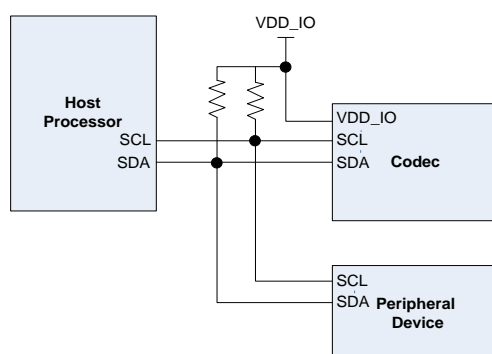 VDD_IO
Host
Processor
SCL
SDA
VDD_IO
SCL
SDA
Codec
SCL
SDA
Peripheral
Device